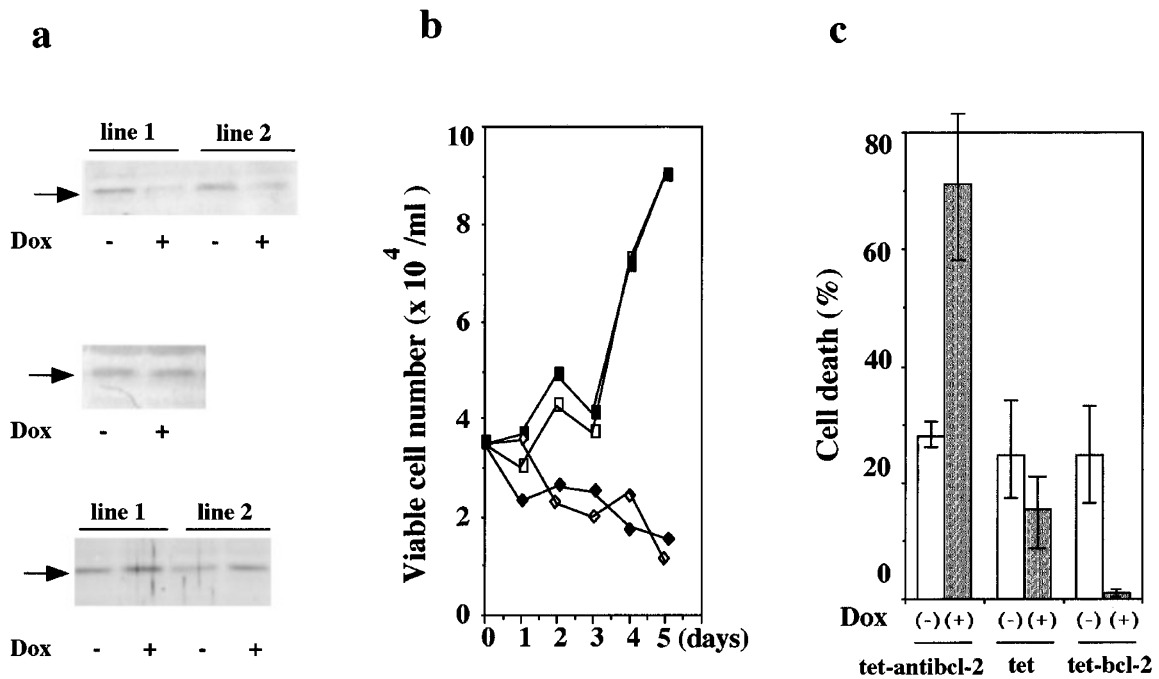 a
line 1 line 2
Dox - + - +
Dox - +
line 1 line 2
Dox - + - +
b
Viable cell number (x 10^4 /ml)
10
8
6
4
2
0
0 1 2 3 4 5 (days)
c
Cell death (%)
80
60
40
20
0
Dox (-) (+) (-) (+) (-) (+)
tet-antibcl-2 tet tet-bcl-2